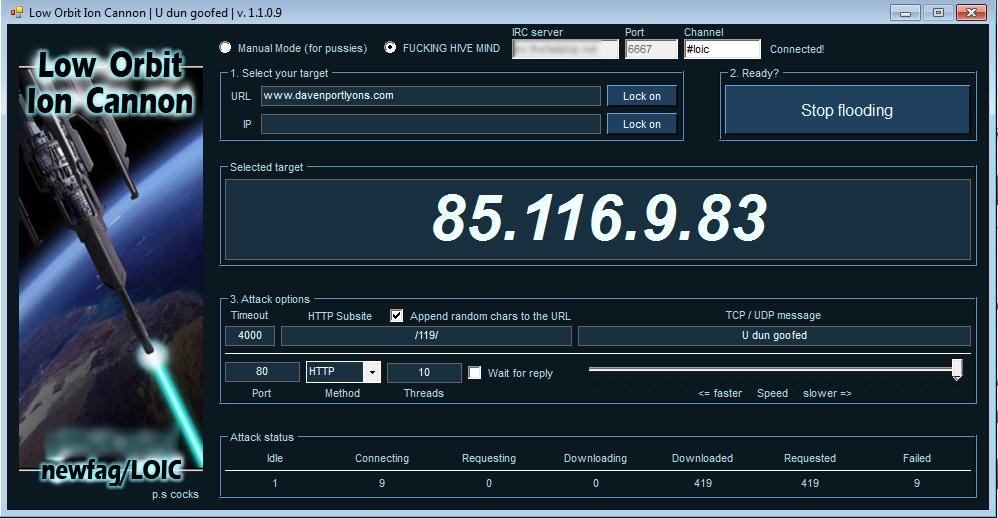 Low Orbit Ion Cannon | U dun goofed | v. 1.1.0.9
Low Orbit
Ion Cannon
Manual Mode (for pussies)
FUCKING HIVE MIND
IRC server
Port
6667
Channel
#loic
Connected!
1. Select your target
URL
www.davenportlyons.com
Lock on
IP
Lock on
2. Ready?
Stop flooding
Selected target
85.116.9.83
3. Attack options
Timeout
HTTP Subsite
Append random chars to the URL
TCP / UDP message
4000
/119/
U dun goofed
80
HTTP
10
Wait for reply
Port
Method
Threads
<= faster
Speed
slower =>
Attack status
Idle
Connecting
Requesting
Downloading
Downloaded
Requested
Failed
1
9
0
0
419
419
9
newfag/LOIC
p.s cocks